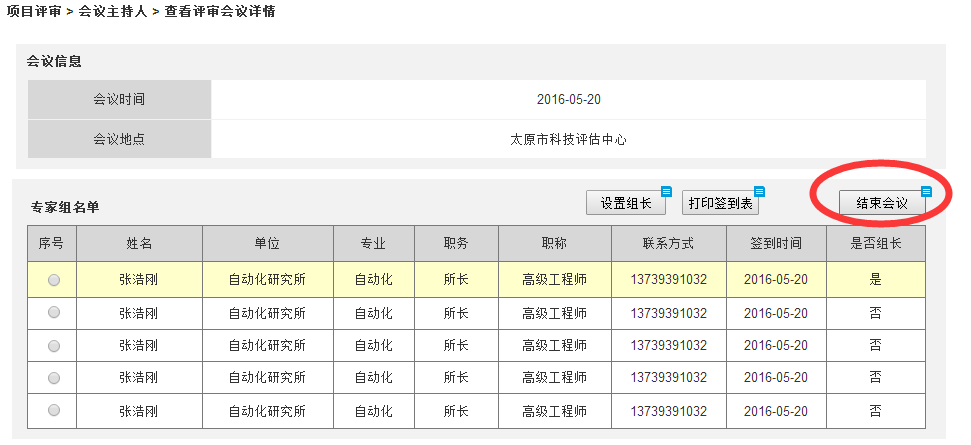 项目评审 > 会议主持人 > 查看评审会议详情
会议信息
会议时间 2016-05-20
会议地点 太原市科技评估中心
专家组名单 设置组长 打印签到表 结束会议
序号 姓名 单位 专业 职务 职称 联系方式 签到时间 是否组长
张浩刚 自动化研究所 自动化 所长 高级工程师 13739391032 2016-05-20 是
张浩刚 自动化研究所 自动化 所长 高级工程师 13739391032 2016-05-20 否
张浩刚 自动化研究所 自动化 所长 高级工程师 13739391032 2016-05-20 否
张浩刚 自动化研究所 自动化 所长 高级工程师 13739391032 2016-05-20 否
张浩刚 自动化研究所 自动化 所长 高级工程师 13739391032 2016-05-20 否